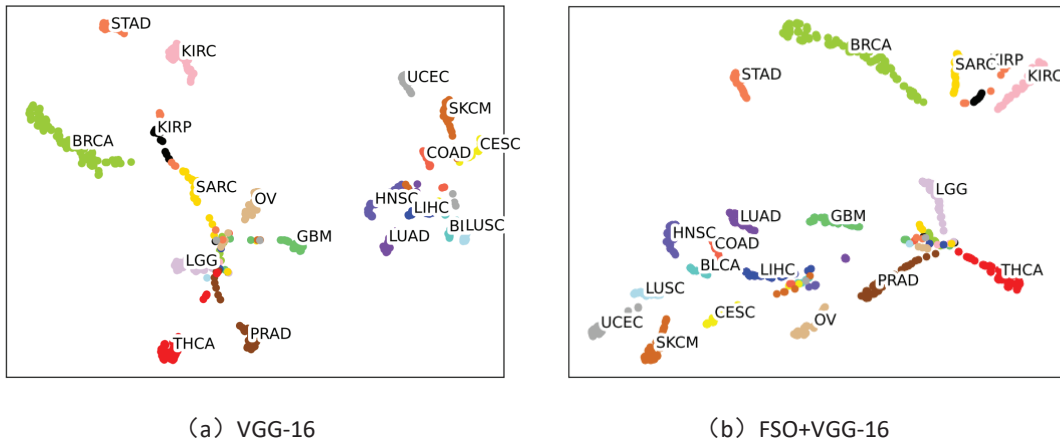 STAD
KIRC
UCEC
SKCM
KIRP
BRCA
COAD
CESC
SARC
HNSC
OV
LIHC
BILUSC
LUAD
GBM
LGG
THCA
PRAD
(a) VGG-16
BRCA
SARC
KIRP
STAD
KIRC
LGG
LUAD
GBM
HNSC
COAD
BLCA
LIHC
THCA
PRAD
LUSC
CESC
OV
UCEC
SKCM
(b) FSO+VGG-16